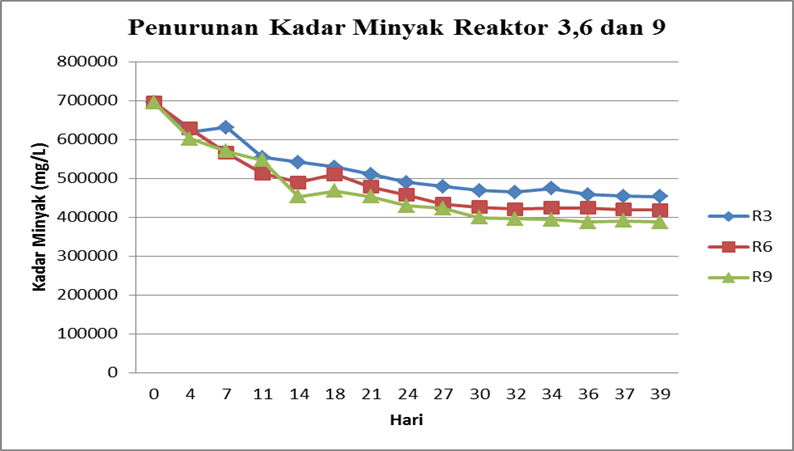 Penurunan Kadar Minyak Reaktor 3,6 dan 9
800000
700000
600000
500000
400000
300000
200000
100000
0
Kadar Minyak (mg/L)
0 4 7 11 14 18 21 24 27 30 32 34 36 37 39
Hari
R3
R6
R9